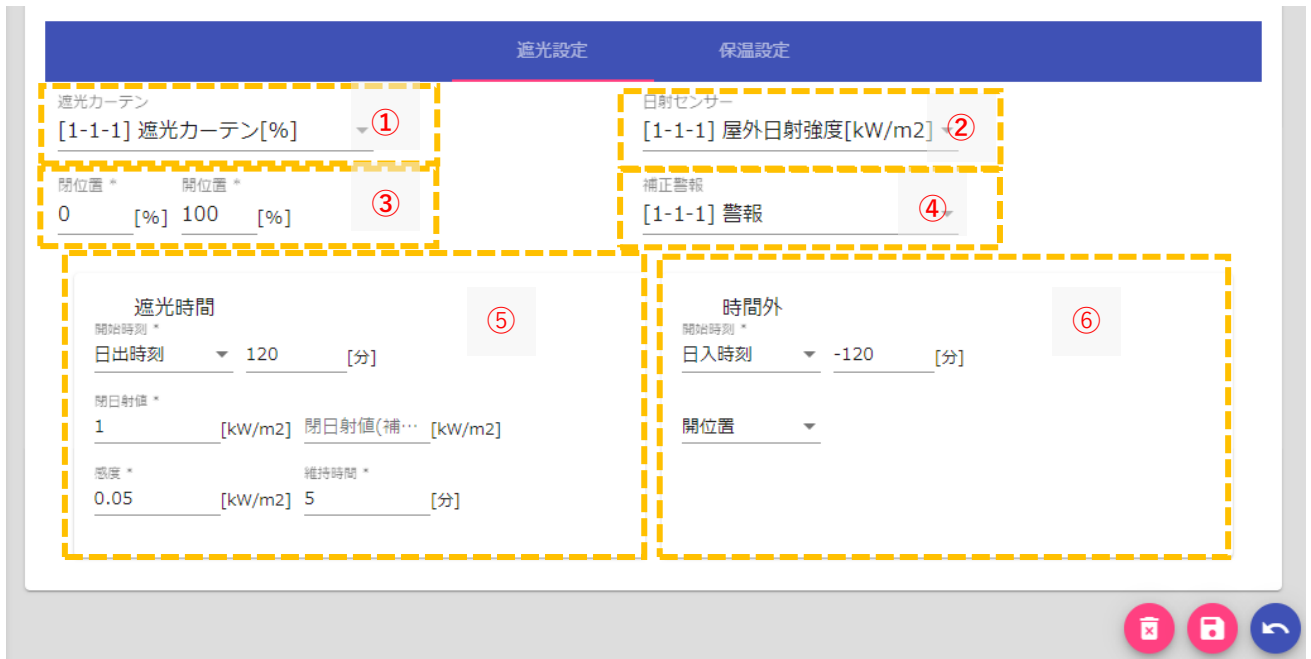 遮光設定 保温設定
遮光カーテン
[1-1-1] 遮光カーテン[%] ①
日射センサー
[1-1-1] 屋外日射強度[kW/m2] ②
閉位置 * 開位置 *
0 [%] 100 [%] ③
補正警報
[1-1-1] 警報 ④
遮光時間 ⑤
開始時刻 *
日出時刻 120 [分]
閉日射値 *
1 [kW/m2] 閉日射値(補… [kW/m2]
感度 * 維持時間 *
0.05 [kW/m2] 5 [分]
時間外 ⑥
開始時刻 *
日入時刻 -120 [分]
開位置